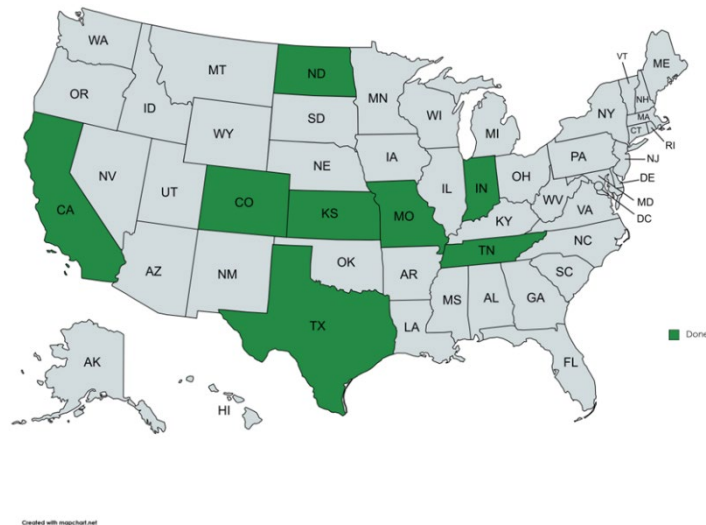 WA
MT
ND
MN
VT
ME
OR
ID
SD
WI
NY
NH
MA
CT
RI
WY
MI
IA
NE
PA
NJ
NV
UT
CO
KS
MO
IL
IN
OH
DE
MD
DC
CA
WV
VA
KY
AZ
NM
OK
AR
TN
NC
SC
MS
AL
GA
TX
LA
FL
Done
AK
HI
Created with mapchart.net